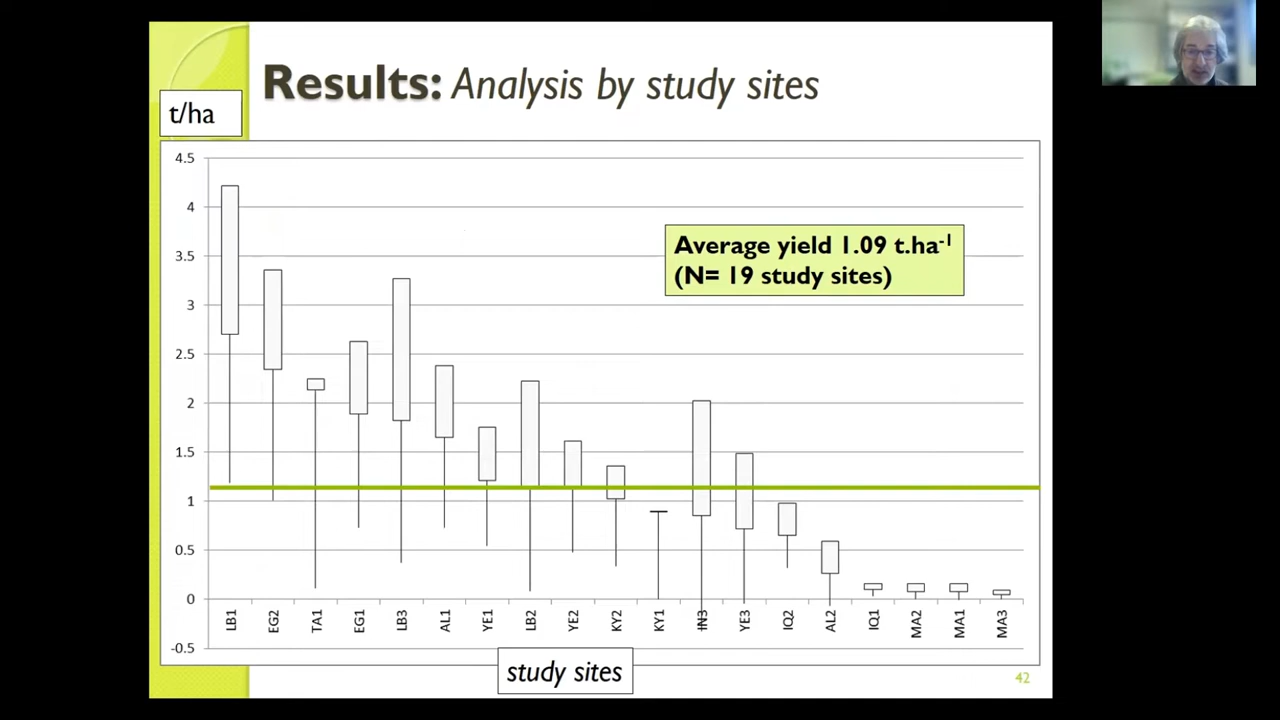 Results: Analysis by study sites
t/ha
4.5
4
3.5
3
2.5
2
1.5
1
0.5
0
-0.5
Average yield 1.09 t.ha-1
(N= 19 study sites)
LB1 EG2 TA1 EG1 LB3 AL1 YE1 LB2 YE2 KY2 KY1 IN3 YE3 IQ2 AL2 IQ1 MA2 MA1 MA3
study sites
42